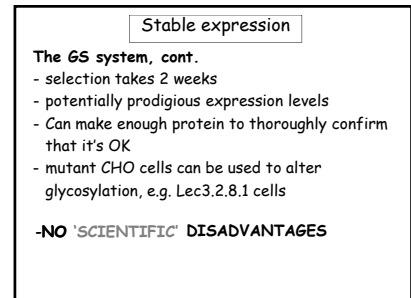 Stable expression
The GS system, cont.
- selection takes 2 weeks
- potentially prodigious expression levels
- Can make enough protein to thoroughly confirm
that it's OK
- mutant CHO cells can be used to alter
glycosylation, e.g. Lec3.2.8.1 cells
-NO 'SCIENTIFIC' DISADVANTAGES